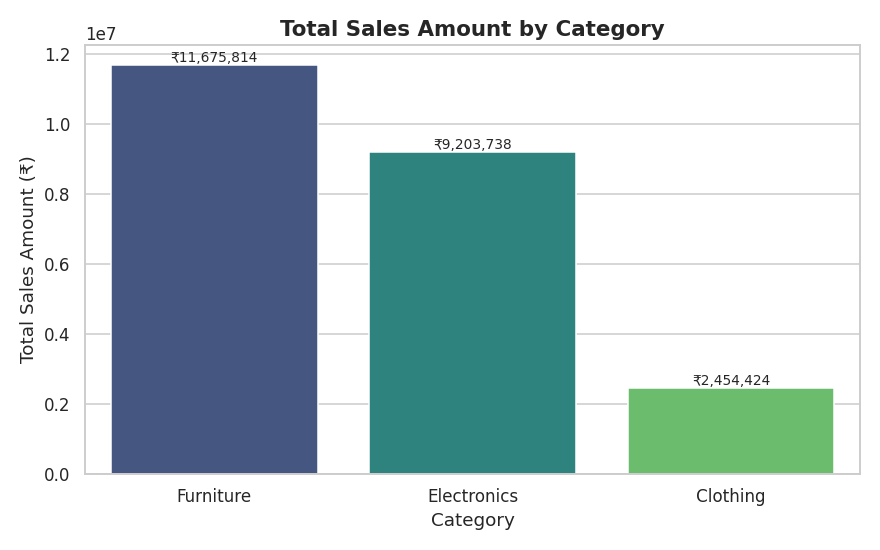 Total Sales Amount by Category
1e7
₹11,675,814
₹9,203,738
₹2,454,424
1.2
1.0
0.8
0.6
0.4
0.2
0.0
Total Sales Amount (₹)
Furniture
Electronics
Clothing
Category